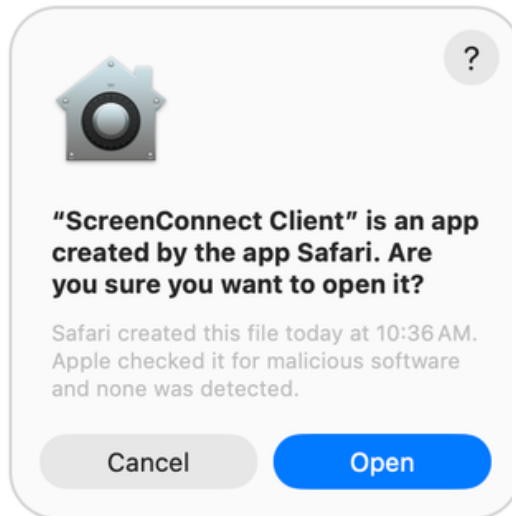 ?
“ScreenConnect Client” is an app
created by the app Safari. Are
you sure you want to open it?
Safari created this file today at 10:36 AM.
Apple checked it for malicious software
and none was detected.
Cancel
Open